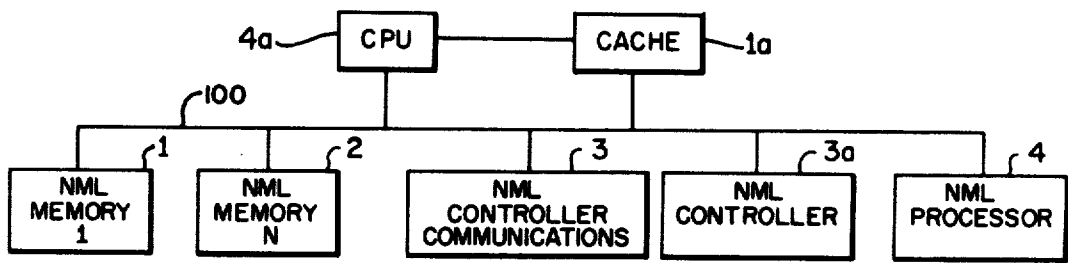 4a CPU CACHE 1a
100
1 2 3 3a 4
NML MEMORY 1
NML MEMORY N
NML CONTROLLER COMMUNICATIONS
NML CONTROLLER
NML PROCESSOR